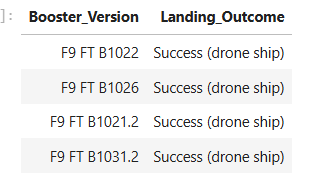 ]: Booster_Version Landing_Outcome
F9 FT B1022 Success (drone ship)
F9 FT B1026 Success (drone ship)
F9 FT B1021.2 Success (drone ship)
F9 FT B1031.2 Success (drone ship)